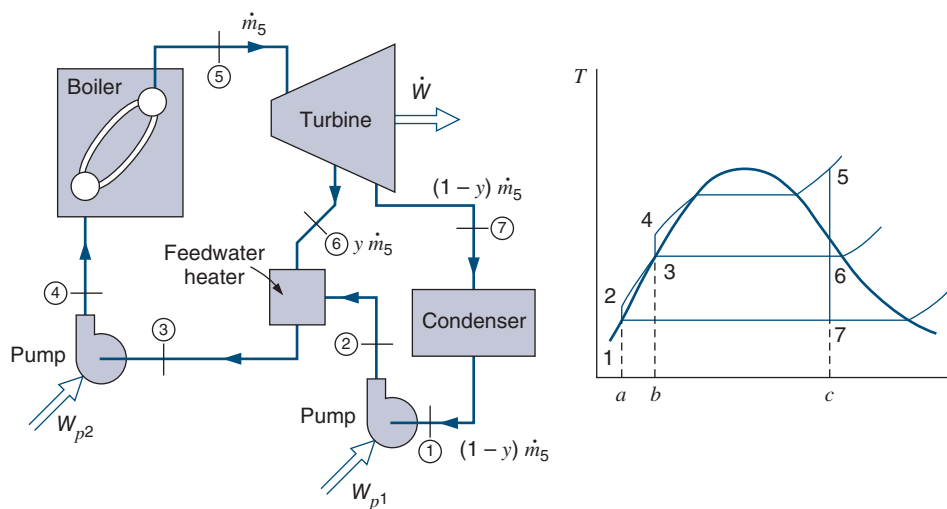 ṁ5
⑤
Boiler
Turbine
Ẇ
(1 − y) ṁ5
⑦
⑥ y ṁ5
Feedwater
heater
④
③
②
Condenser
Pump
Wp2
Pump
①
(1 − y) ṁ5
Wp1
T
5
4
3
6
2
7
1
a
b
c